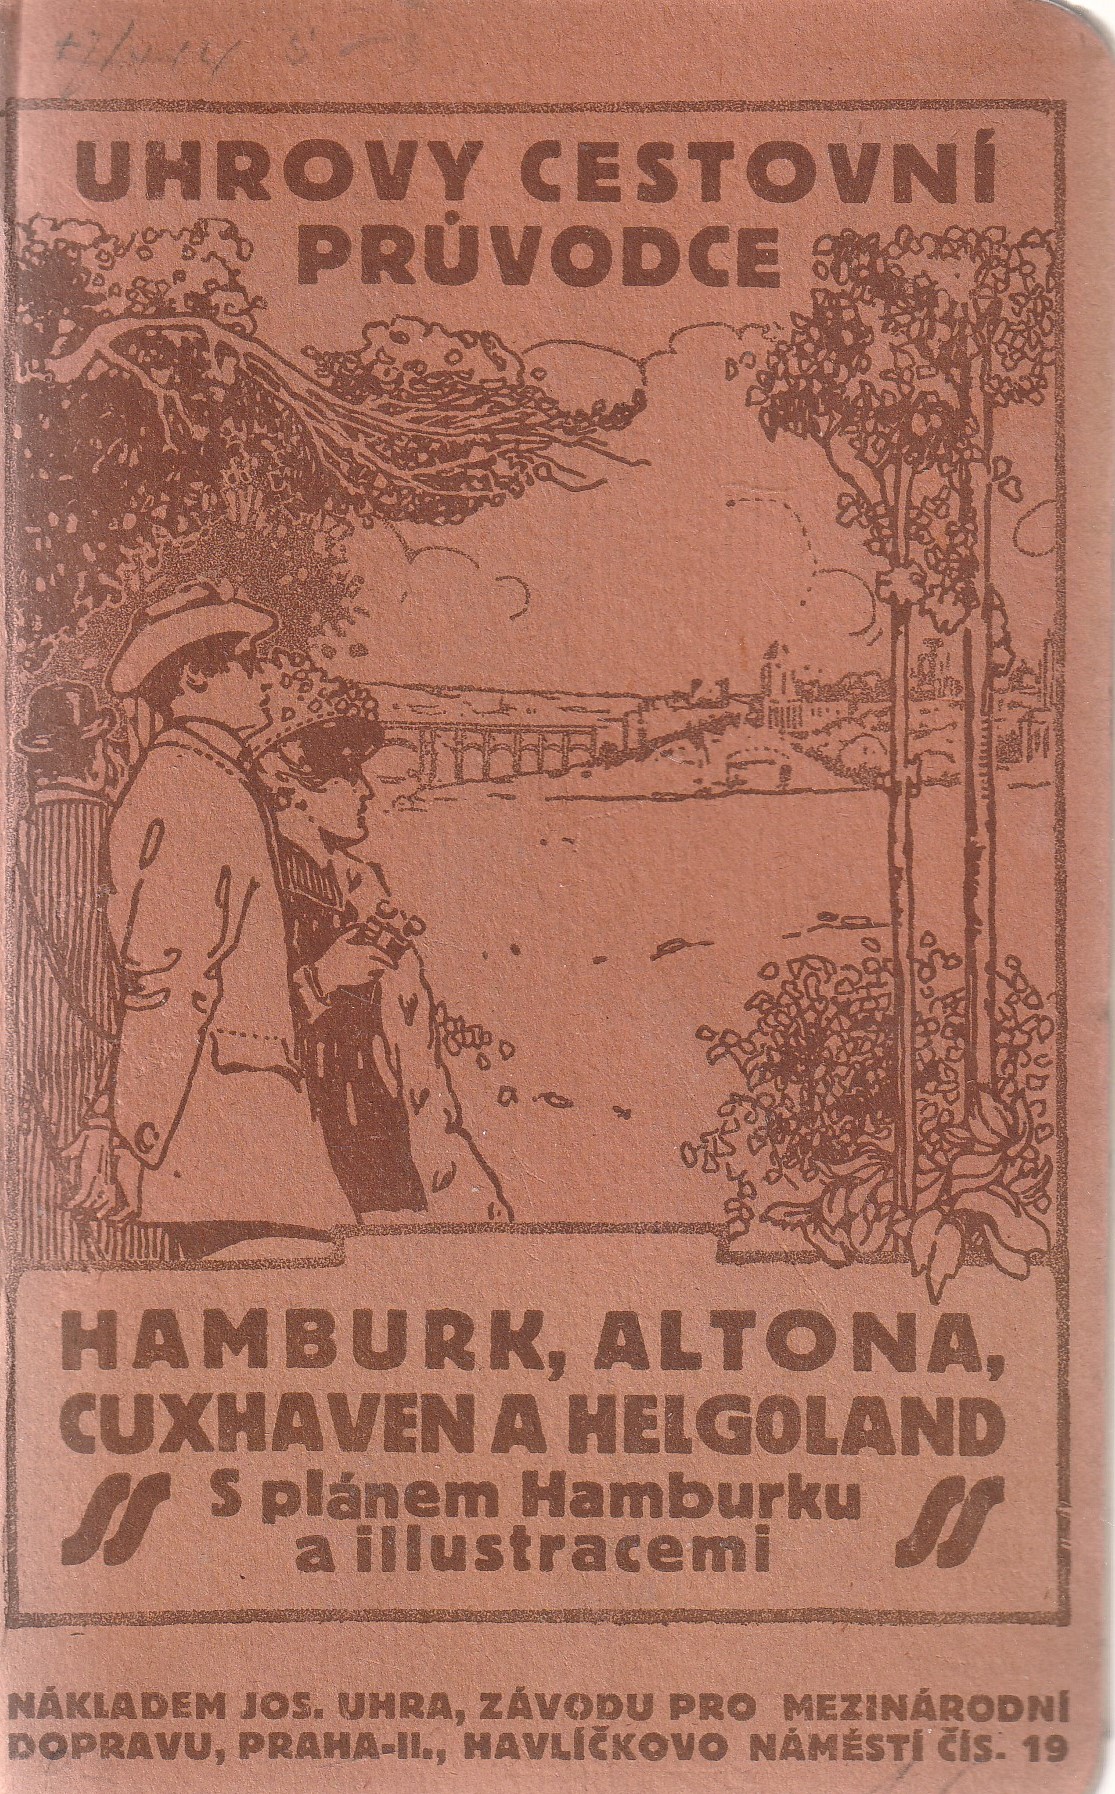 UHROVY CESTOVNÍ
PRŮVODCE
HAMBURK, ALTONA,
CUXHAVEN A HELGOLAND
S plánem Hamburku
a illustracemi
NÁKLADEM JOS. UHRA, ZÁVODU PRO MEZINÁRODNÍ
DOPRAVU, PRAHA-II., HAVLÍČKOVO NÁMĚSTÍ ČÍS. 19